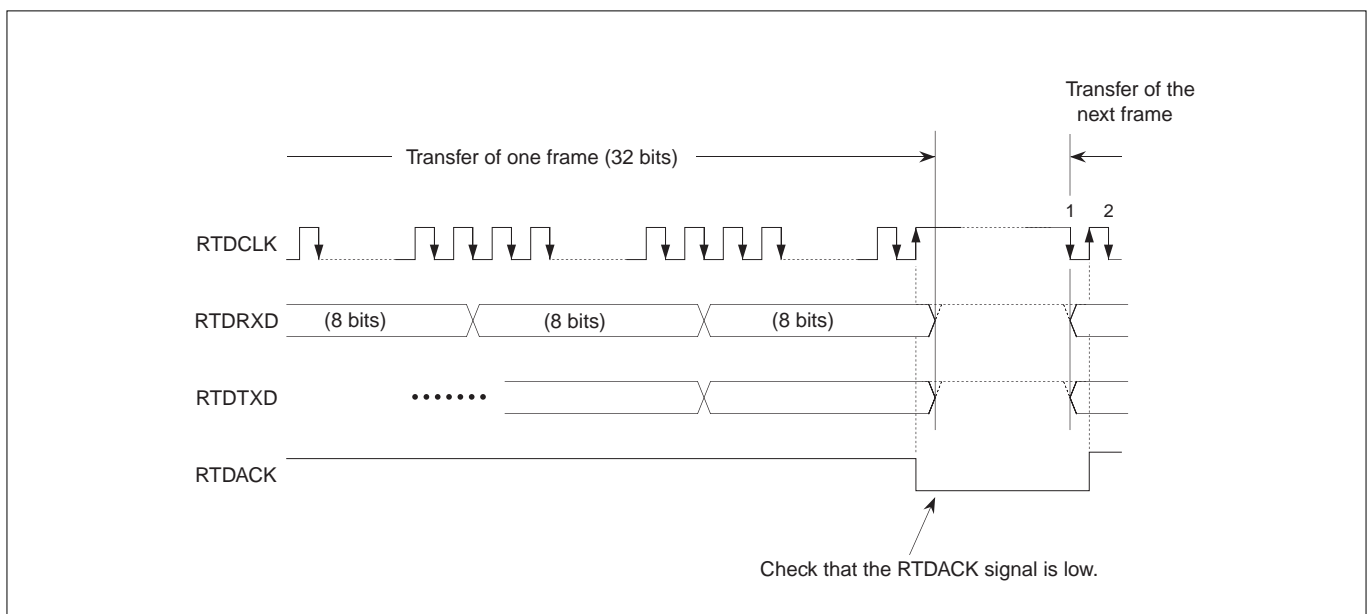 Transfer of the
next frame
Transfer of one frame (32 bits)
1 2
RTDCLK
RTDRXD (8 bits) (8 bits) (8 bits)
RTDTXD
RTDACK
Check that the RTDACK signal is low.